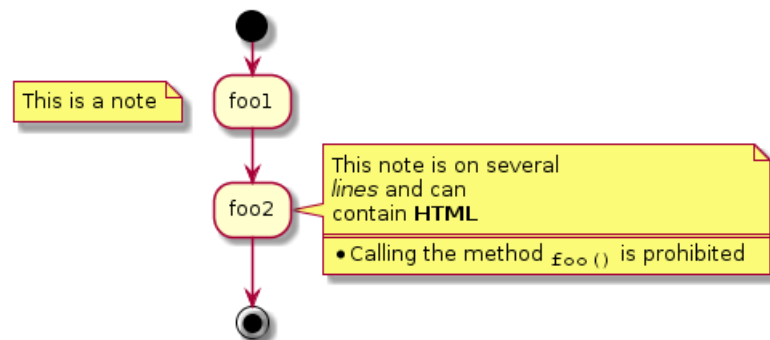 This is a note
foo1
foo2
This note is on several
lines and can
contain HTML
• Calling the method foo() is prohibited